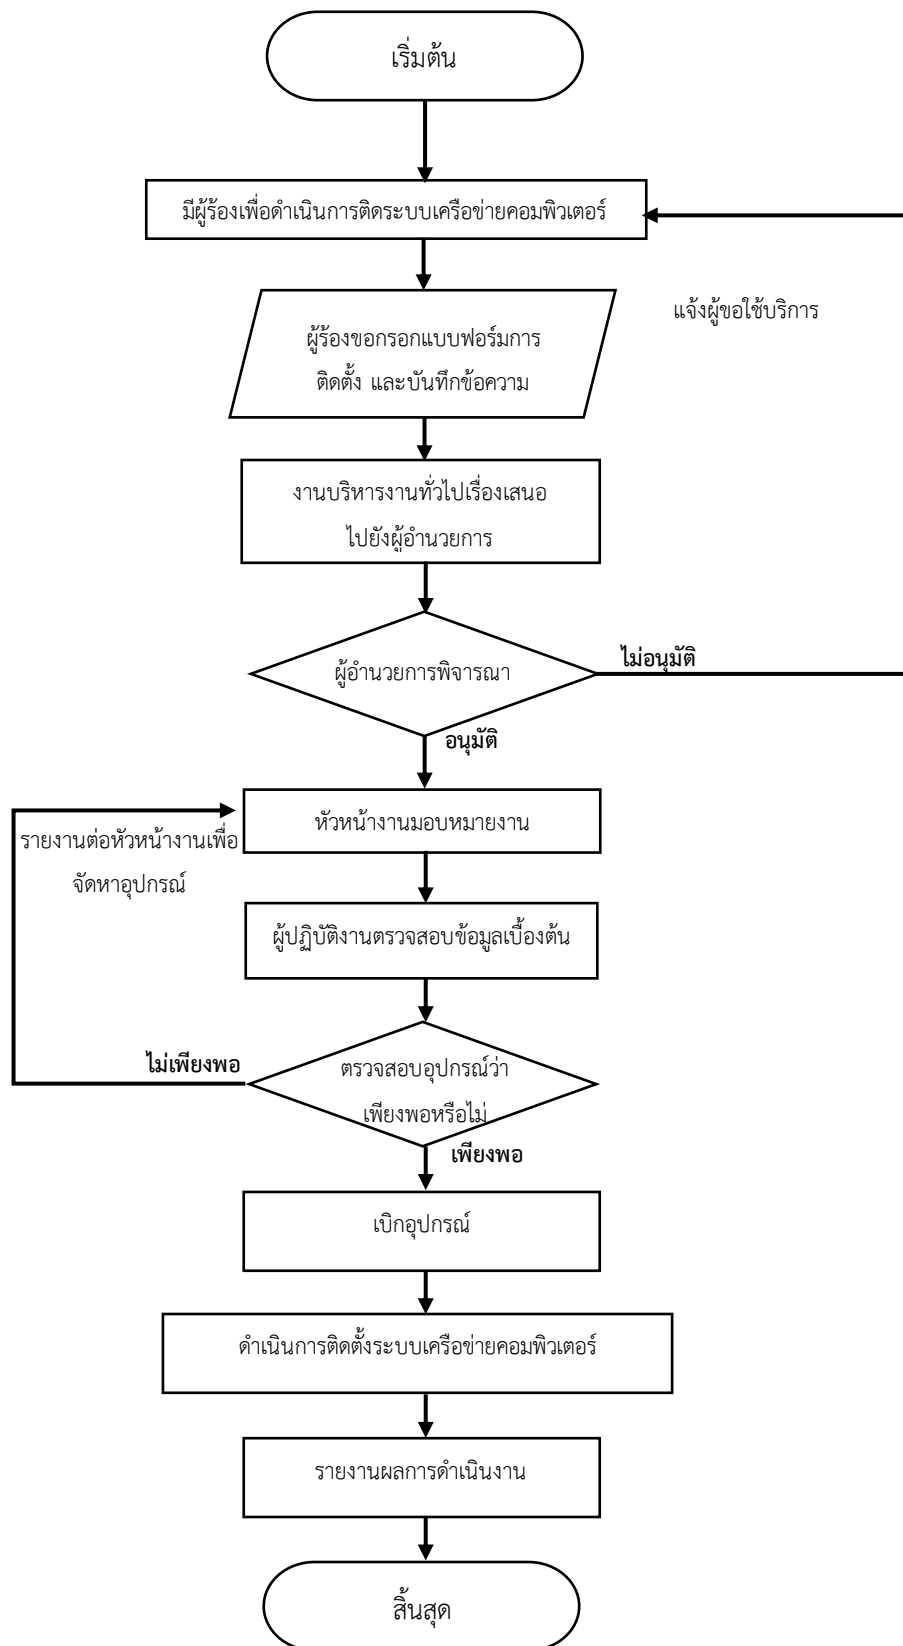 เริ่มต้น
มีผู้ร้องเพื่อดำเนินการติดระบบเครือข่ายคอมพิวเตอร์
แจ้งผู้ขอใช้บริการ
ผู้ร้องขอกรอกแบบฟอร์มการ
ติดตั้ง และบันทึกข้อความ
งานบริหารงานทั่วไปเรื่องเสนอ
ไปยังผู้อำนวยการ
ผู้อำนวยการพิจารณา
ไม่อนุมัติ
อนุมัติ
หัวหน้างานมอบหมายงาน
รายงานต่อหัวหน้างานเพื่อ
จัดหาอุปกรณ์
ผู้ปฏิบัติงานตรวจสอบข้อมูลเบื้องต้น
ไม่เพียงพอ
ตรวจสอบอุปกรณ์ว่า
เพียงพอหรือไม่
เพียงพอ
เบิกอุปกรณ์
ดำเนินการติดตั้งระบบเครือข่ายคอมพิวเตอร์
รายงานผลการดำเนินงาน
สิ้นสุด